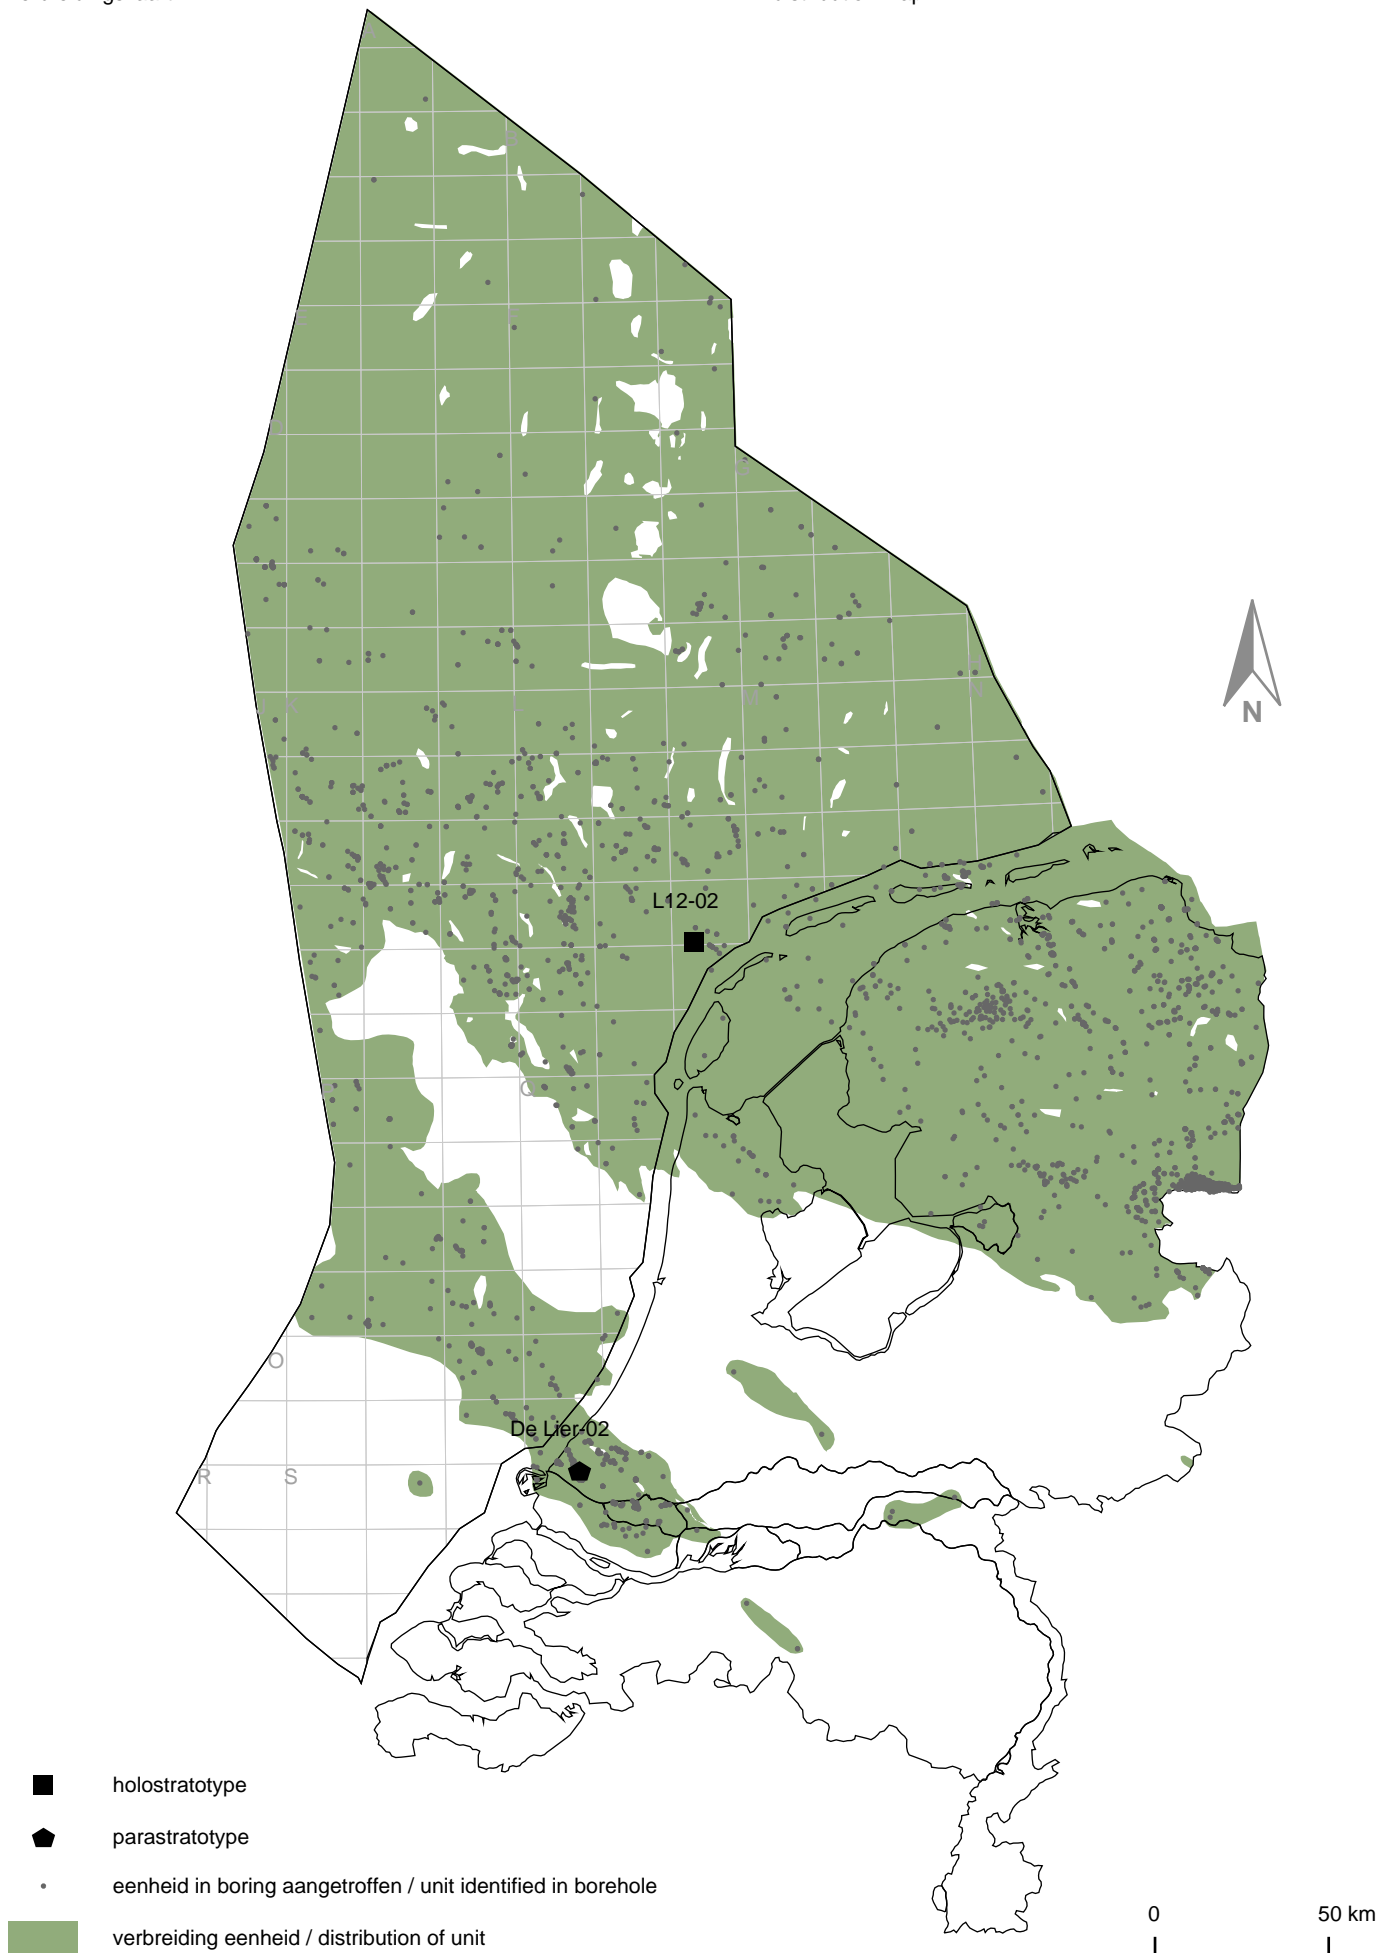 L12-02
N
Q
O
De Lier-02
R
S
holostratotype
parastratotype
eenheid in boring aangetroffen / unit identified in borehole
verbreiding eenheid / distribution of unit
0
50 km